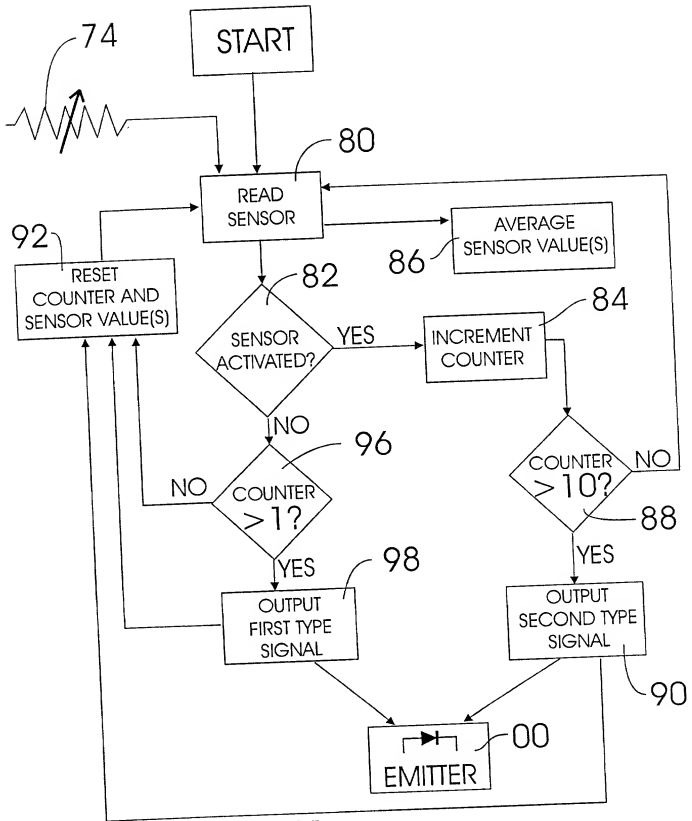 74
START
80
READ
SENSOR
92
RESET
COUNTER AND
SENSOR VALUE(S)
AVERAGE
SENSOR VALUE(S)
86
82
SENSOR
ACTIVATED?
YES
84
INCREMENT
COUNTER
NO
96
COUNTER
> 1?
NO
YES
COUNTER
> 10?
NO
88
YES
98
OUTPUT
FIRST TYPE
SIGNAL
OUTPUT
SECOND TYPE
SIGNAL
90
00
EMITTER